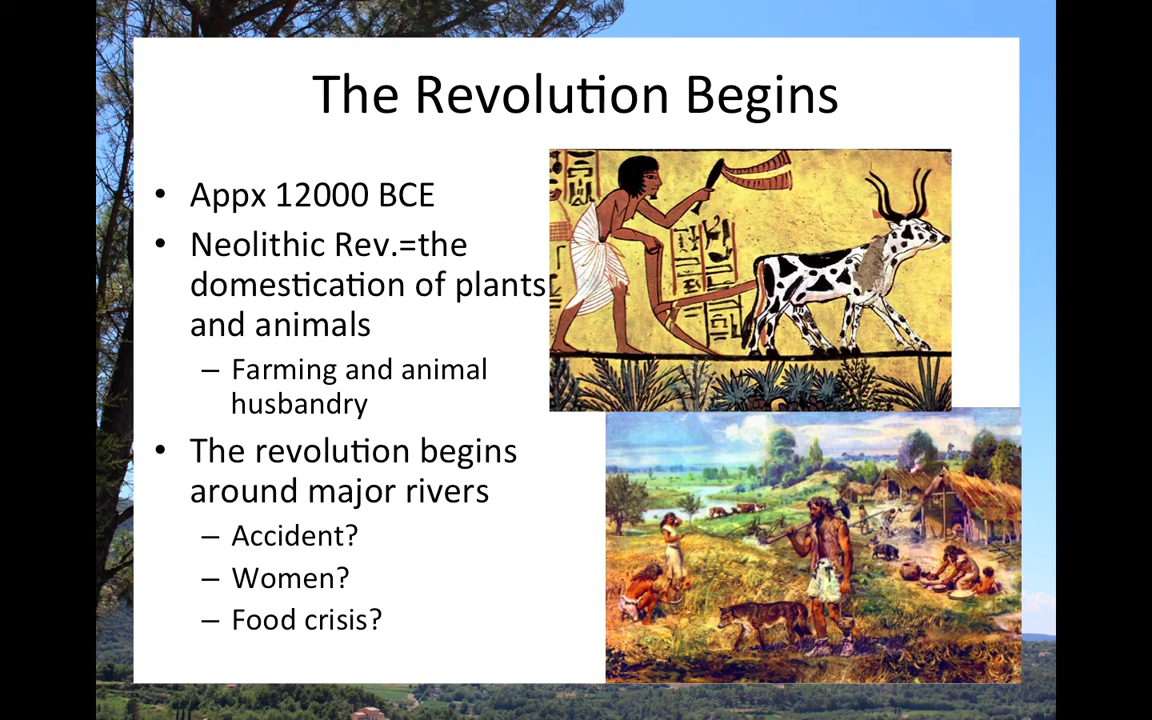 The Revolution Begins
• Appx 12000 BCE
• Neolithic Rev.=the
domestication of plants
and animals
– Farming and animal
husbandry
• The revolution begins
around major rivers
– Accident?
– Women?
– Food crisis?